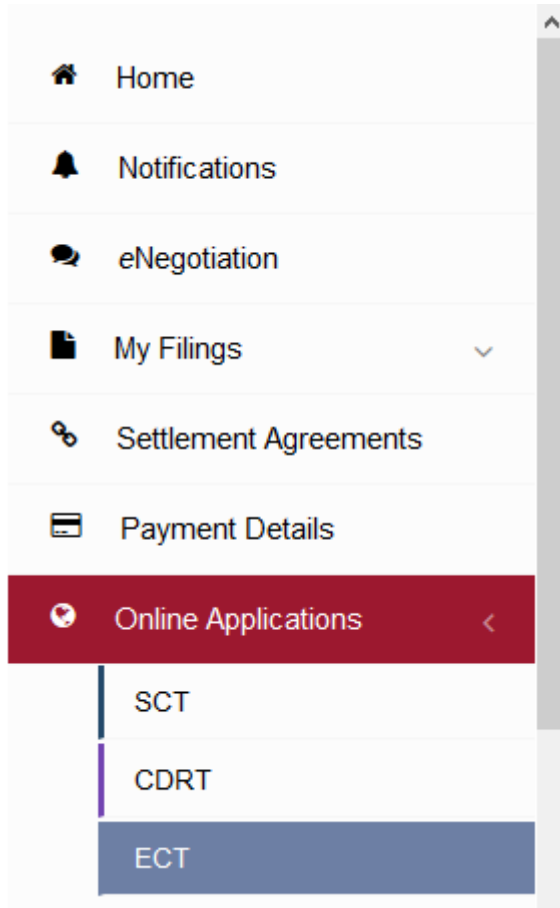 Home
Notifications
eNegotiation
My Filings
Settlement Agreements
Payment Details
Online Applications
SCT
CDRT
ECT